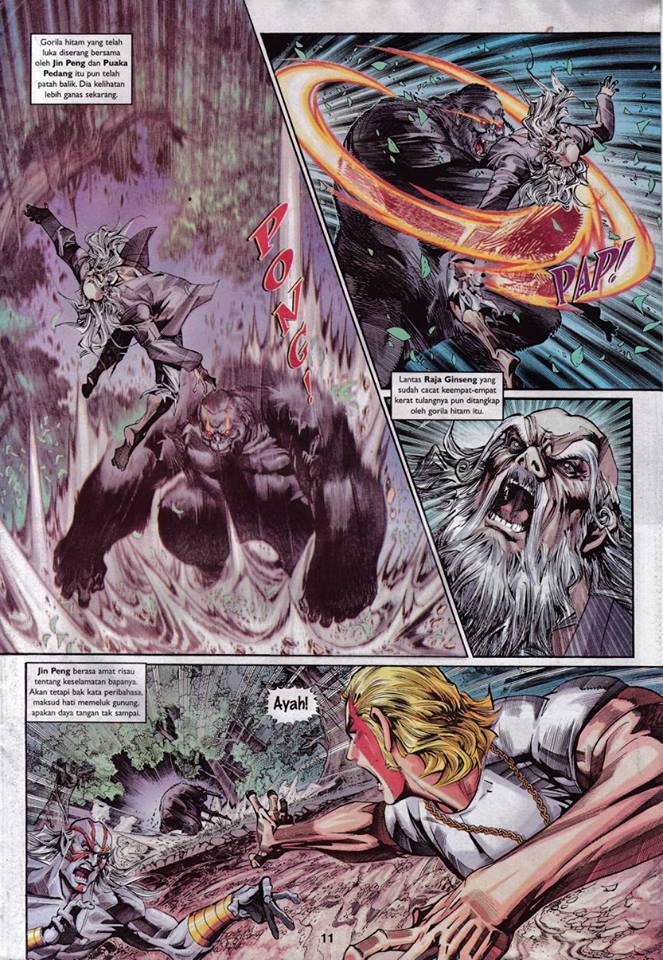 Gorila hitam yang telah
luka diserang bersama
oleh Jin Peng dan Puaka
Pedang itu pun telah
patah balik. Dia kelihatan
lebih ganas sekarang.
PONG!
PAP!
Lantas Raja Ginseng yang
sudah cacat keempat-empat
kerat tulangnya pun ditangkap
oleh gorila hitam itu.
Jin Peng berasa amat risau
tentang keselamatan bapanya.
Akan tetapi bak kata peribahasa,
maksud hati memeluk gunung,
apakan daya tangan tak sampai.
Ayah!
11